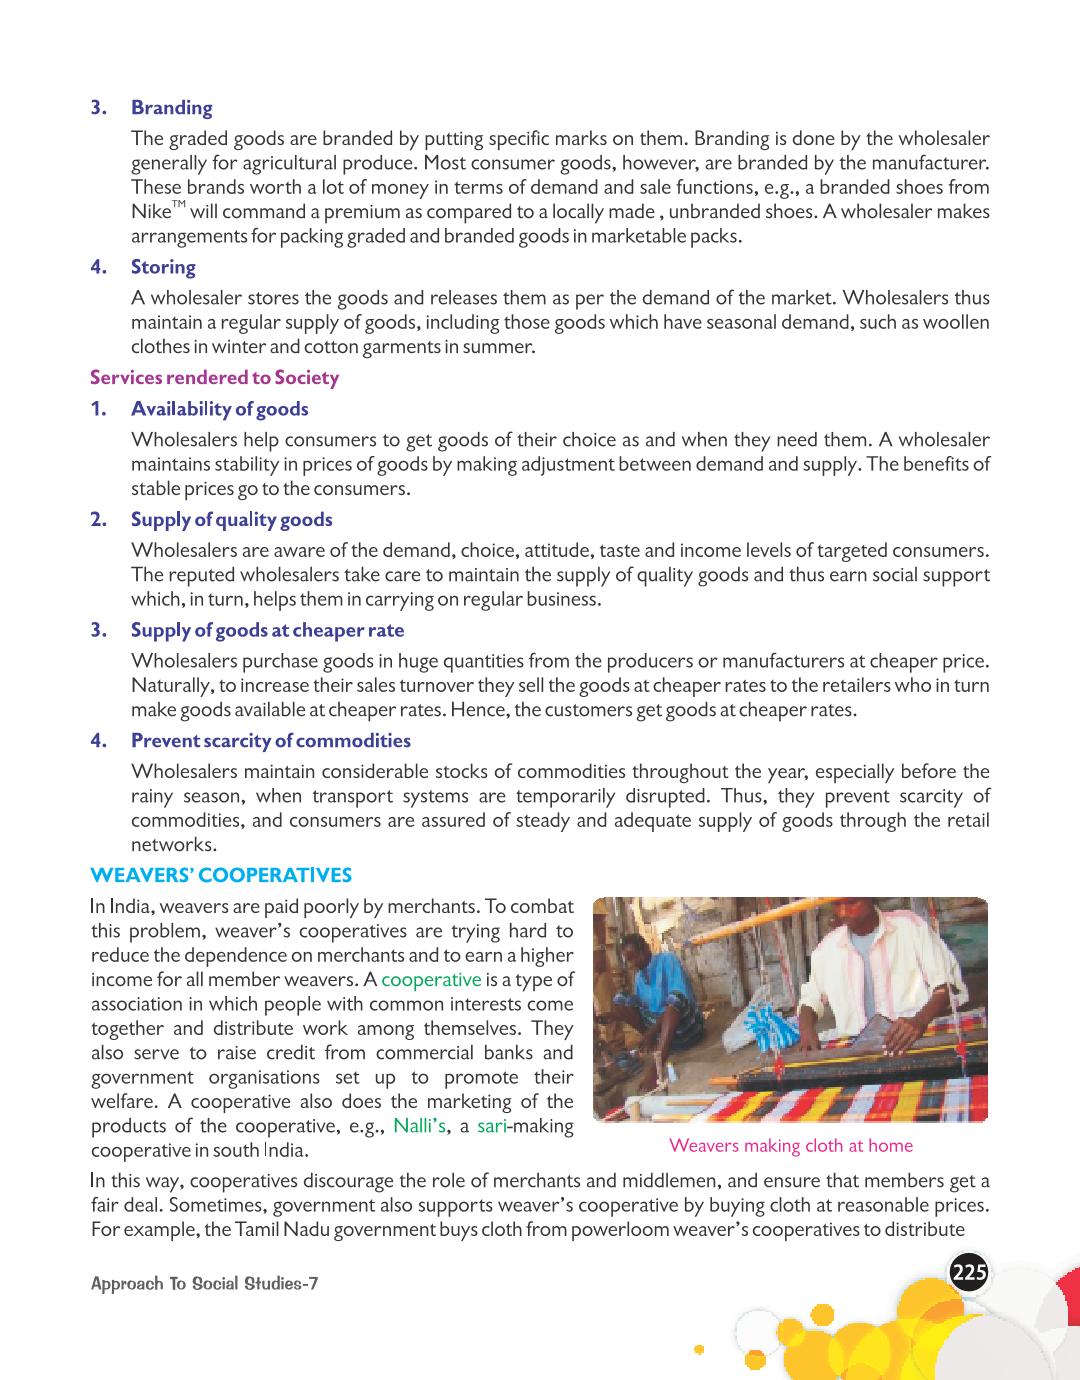 3. Branding
The graded goods are branded by putting specific marks on them. Branding is done by the wholesaler
generally for agricultural produce. Most consumer goods, however, are branded by the manufacturer.
These brands worth a lot of money in terms of demand and sale functions, e.g., a branded shoes from
Nike™ will command a premium as compared to a locally made , unbranded shoes. A wholesaler makes
arrangements for packing graded and branded goods in marketable packs.
4. Storing
A wholesaler stores the goods and releases them as per the demand of the market. Wholesalers thus
maintain a regular supply of goods, including those goods which have seasonal demand, such as woollen
clothes in winter and cotton garments in summer.
Services rendered to Society
1. Availability of goods
Wholesalers help consumers to get goods of their choice as and when they need them. A wholesaler
maintains stability in prices of goods by making adjustment between demand and supply. The benefits of
stable prices go to the consumers.
2. Supply of quality goods
Wholesalers are aware of the demand, choice, attitude, taste and income levels of targeted consumers.
The reputed wholesalers take care to maintain the supply of quality goods and thus earn social support
which, in turn, helps them in carrying on regular business.
3. Supply of goods at cheaper rate
Wholesalers purchase goods in huge quantities from the producers or manufacturers at cheaper price.
Naturally, to increase their sales turnover they sell the goods at cheaper rates to the retailers who in turn
make goods available at cheaper rates. Hence, the customers get goods at cheaper rates.
4. Prevent scarcity of commodities
Wholesalers maintain considerable stocks of commodities throughout the year, especially before the
rainy season, when transport systems are temporarily disrupted. Thus, they prevent scarcity of
commodities, and consumers are assured of steady and adequate supply of goods through the retail
networks.
WEAVERS' COOPERATIVES
In India, weavers are paid poorly by merchants. To combat
this problem, weaver's cooperatives are trying hard to
reduce the dependence on merchants and to earn a higher
income for all member weavers. A cooperative is a type of
association in which people with common interests come
together and distribute work among themselves. They
also serve to raise credit from commercial banks and
government organisations set up to promote their
welfare. A cooperative also does the marketing of the
products of the cooperative, e.g., Nalli's, a sari-making
cooperative in south India.
Weavers making cloth at home
In this way, cooperatives discourage the role of merchants and middlemen, and ensure that members get a
fair deal. Sometimes, government also supports weaver's cooperative by buying cloth at reasonable prices.
For example, the Tamil Nadu government buys cloth from powerloom weaver's cooperatives to distribute
Approach To Social Studies-7
225